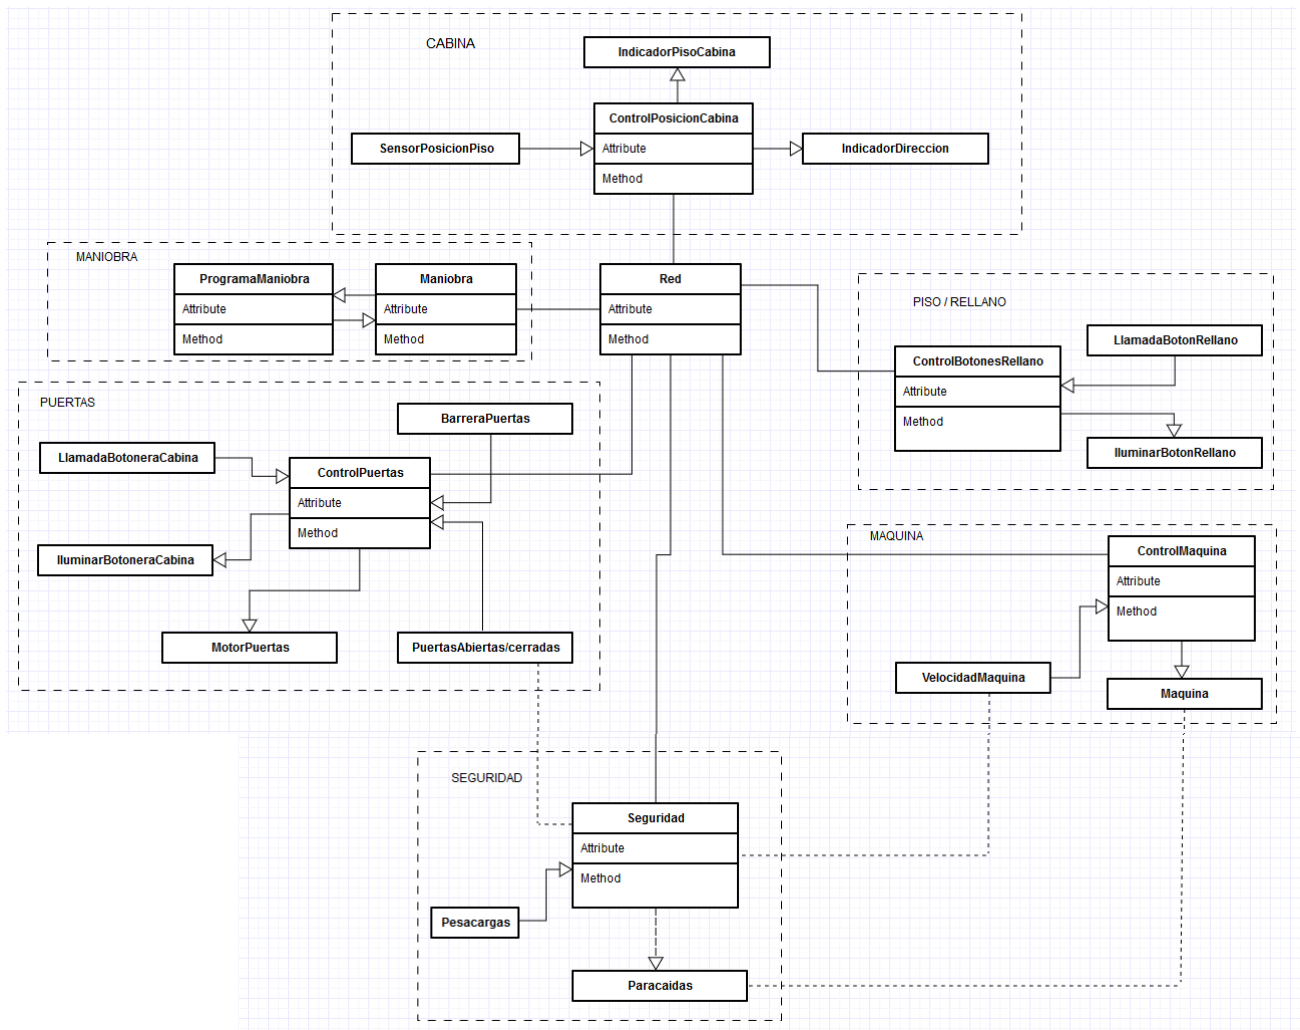 CABINA
IndicadorPisoCabina
ControlPosicionCabina
Attribute
Method
SensorPosicionPiso
IndicadorDireccion
MANIOBRA
ProgramaManiobra
Attribute
Method
Maniobra
Attribute
Method
Red
Attribute
Method
PISO / RELLANO
LlamadaBotonRellano
ControlBotonesRellano
Attribute
Method
IluminarBotonRellano
PUERTAS
BarreraPuertas
LlamadaBotoneraCabina
ControlPuertas
Attribute
Method
IluminarBotoneraCabina
MotorPuertas
PuertasAbiertas/cerradas
MAQUINA
ControlMaquina
Attribute
Method
VelocidadMaquina
Maquina
SEGURIDAD
Seguridad
Attribute
Method
Pesacargas
Paracaidas